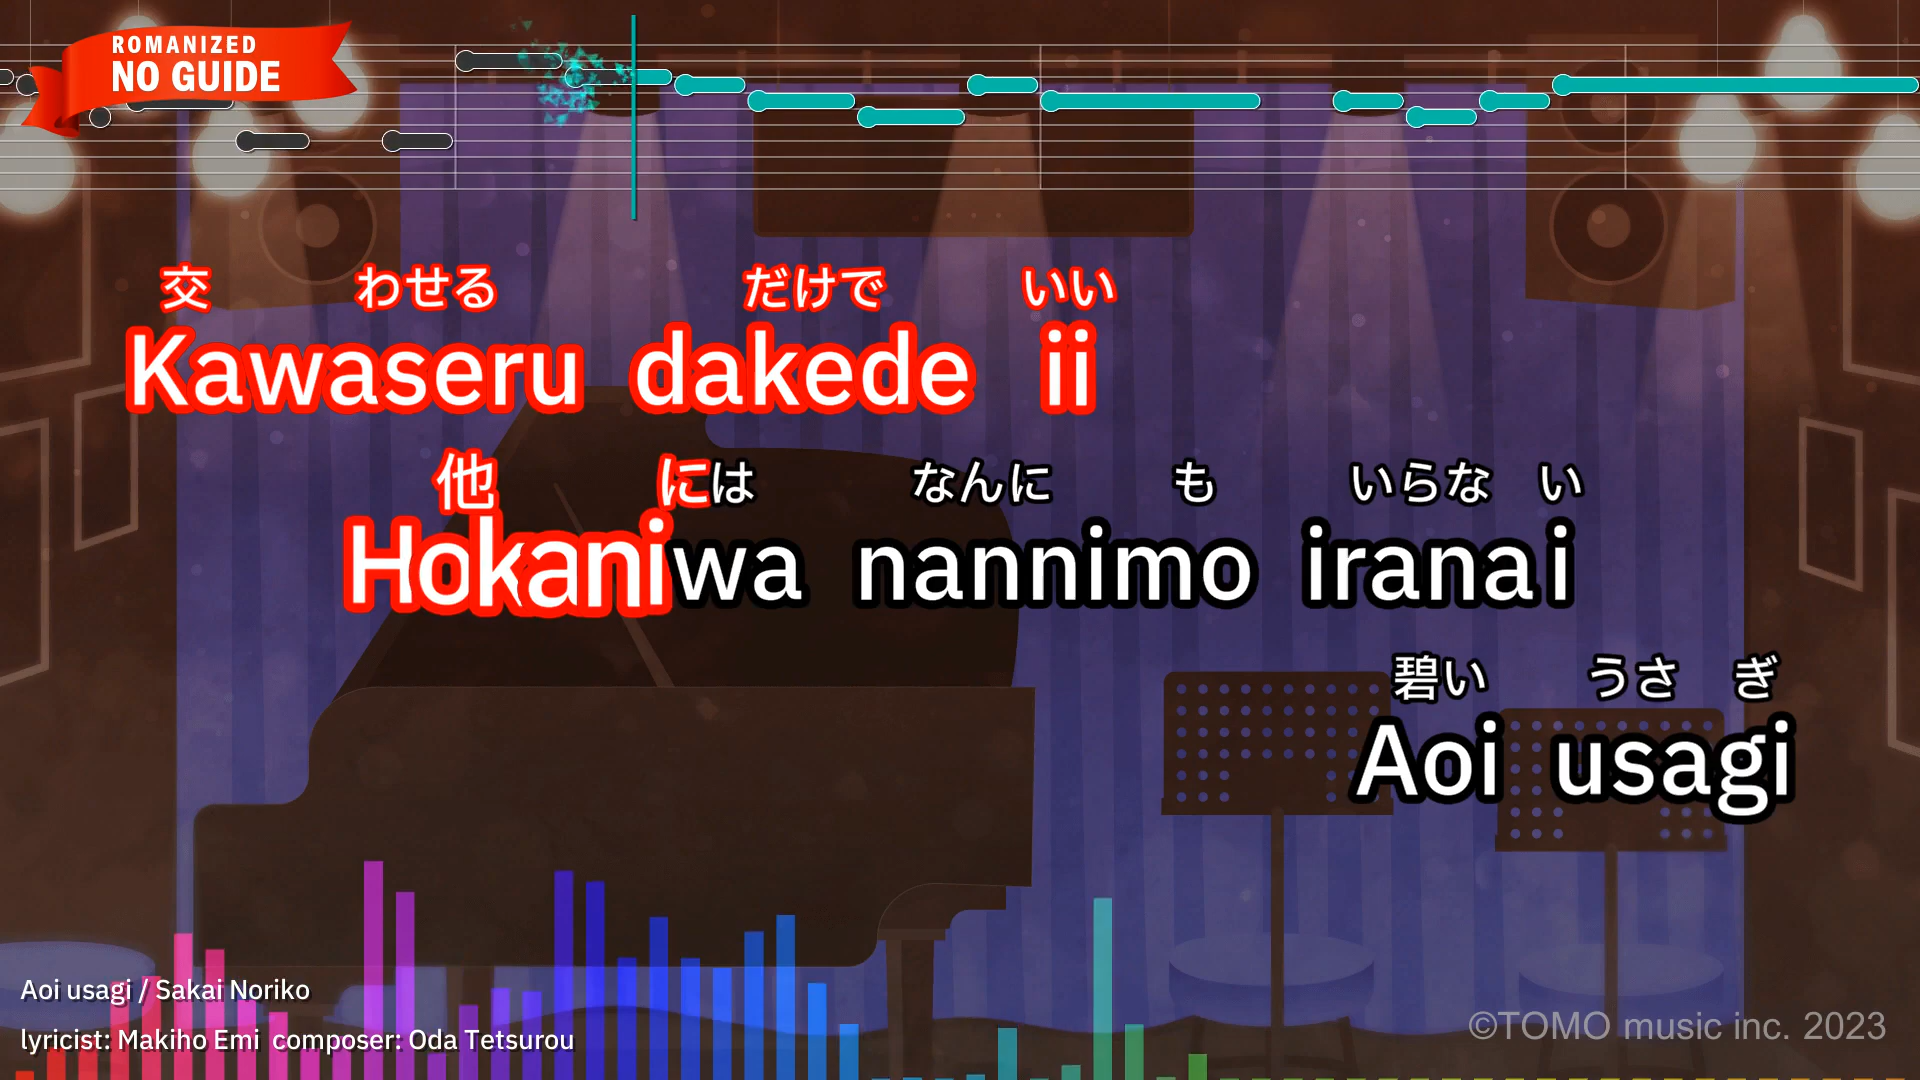 ROMANIZED
NO GUIDE
交わせる だけで いい
Kawaseru dakede ii
他には なんにも いらない
Hokaniwa nannimo iranai
碧い うさぎ
Aoi usagi
Aoi usagi / Sakai Noriko
lyricist: Makiho Emi composer: Oda Tetsurou
©TOMO music inc. 2023